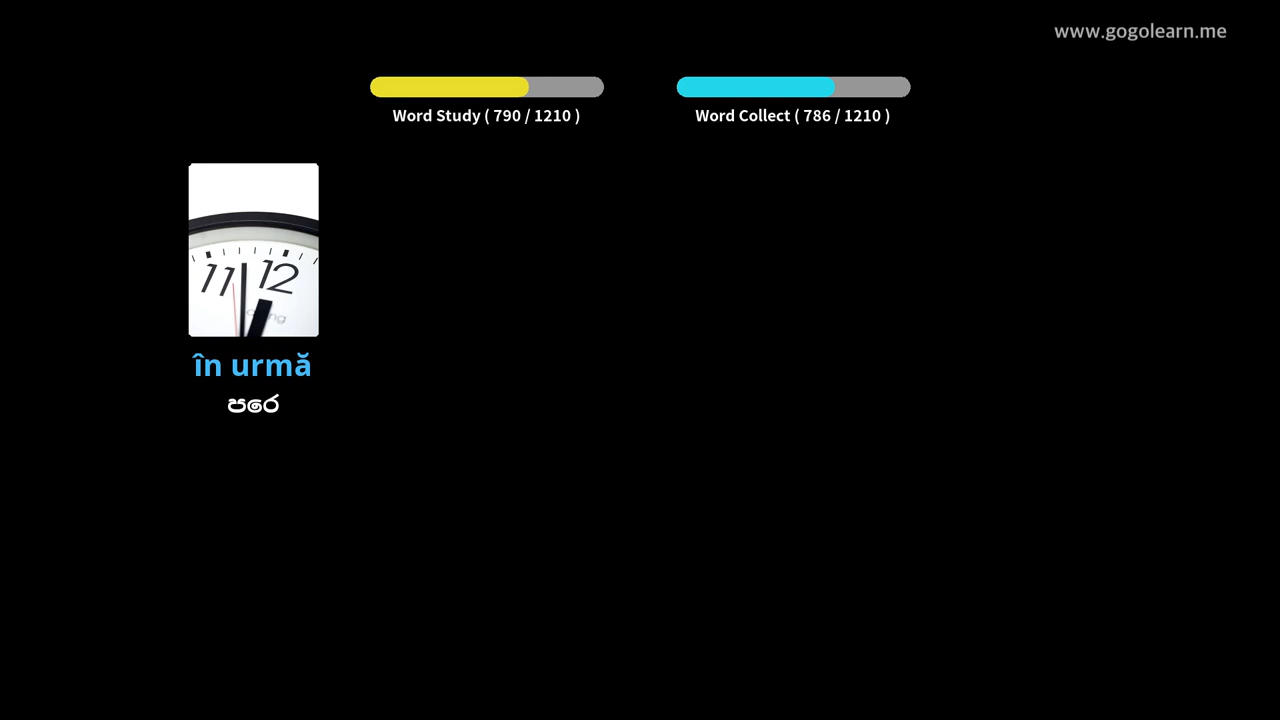 www.gogolearn.me
Word Study ( 790 / 1210 )
Word Collect ( 786 / 1210 )
11 12
în urmă
පරෙ